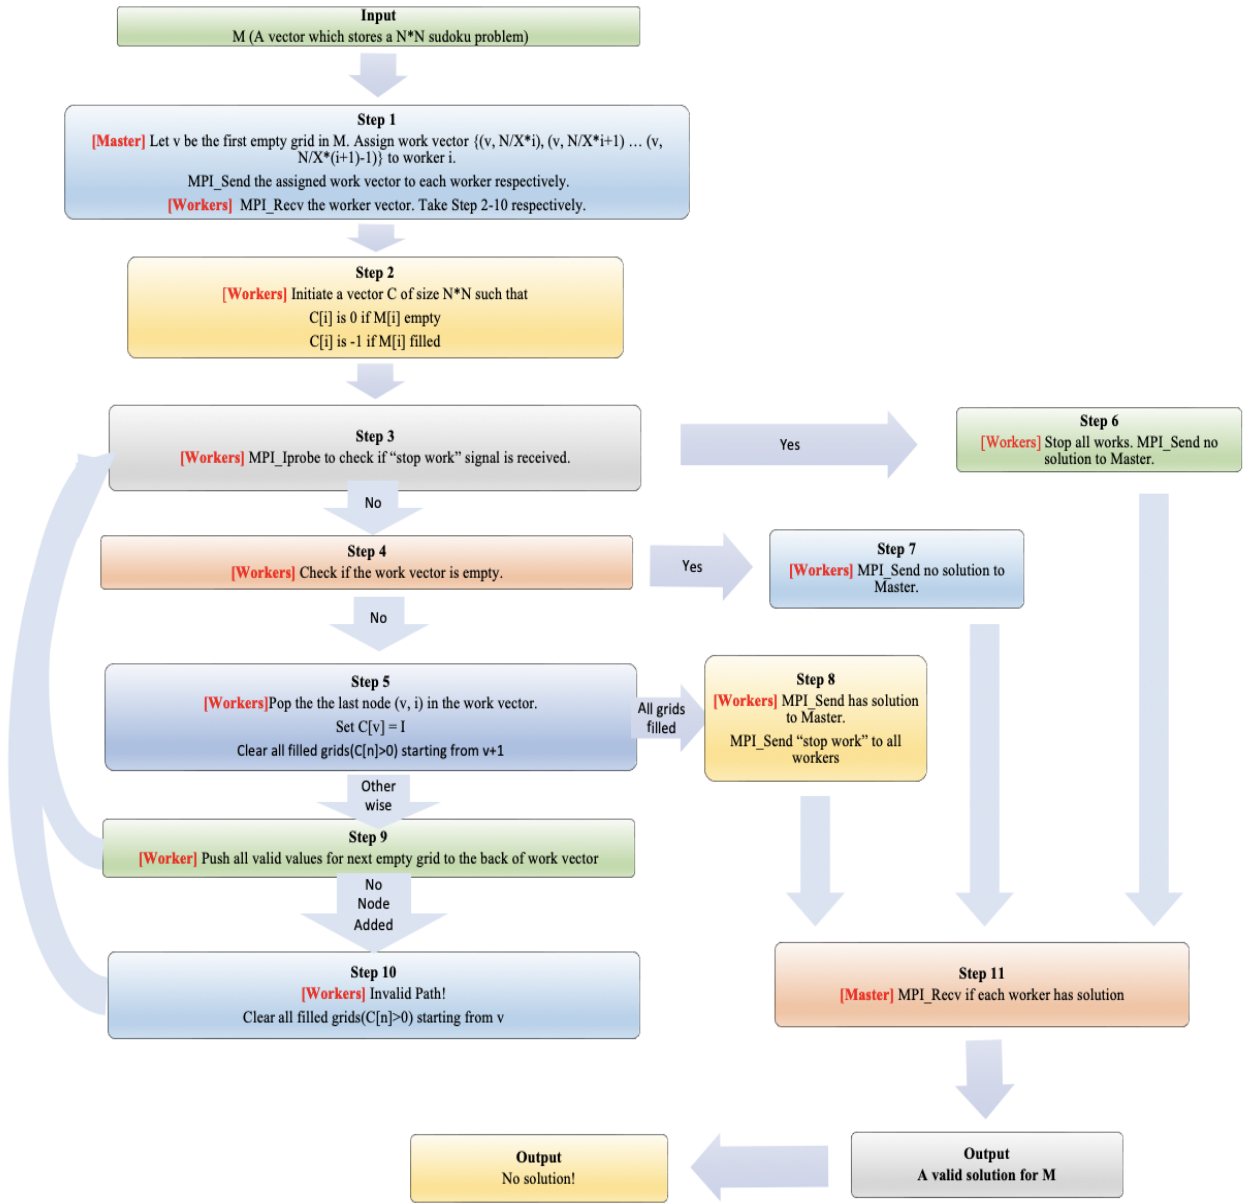 Input
M (A vector which stores a N*N sudoku problem)
Step 1
[Master] Let v be the first empty grid in M. Assign work vector {(v, N/X*i), (v, N/X*i+1) … (v,
N/X*(i+1)-1)} to worker i.
MPI_Send the assigned work vector to each worker respectively.
[Workers] MPI_Recv the worker vector. Take Step 2-10 respectively.
Step 2
[Workers] Initiate a vector C of size N*N such that
C[i] is 0 if M[i] empty
C[i] is -1 if M[i] filled
Step 3
[Workers] MPI_Iprobe to check if “stop work” signal is received.
Yes
Step 6
[Workers] Stop all works. MPI_Send no
solution to Master.
No
Step 4
[Workers] Check if the work vector is empty.
Yes
Step 7
[Workers] MPI_Send no solution to
Master.
No
Step 5
[Workers]Pop the the last node (v, i) in the work vector.
Set C[v] = I
Clear all filled grids(C[n]>0) starting from v+1
All grids
filled
Step 8
[Workers] MPI_Send has solution
to Master.
MPI_Send “stop work” to all
workers
Other
wise
Step 9
[Worker] Push all valid values for next empty grid to the back of work vector
No
Node
Added
Step 10
[Workers] Invalid Path!
Clear all filled grids(C[n]>0) starting from v
Step 11
[Master] MPI_Recv if each worker has solution
Output
No solution!
Output
A valid solution for M